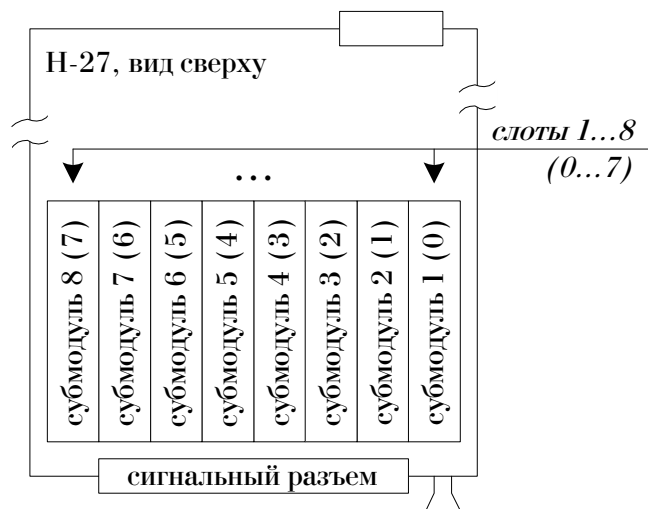 Н-27, вид сверху
слоты 1...8
(0...7)
...
субмодуль 8 (7)
субмодуль 7 (6)
субмодуль 6 (5)
субмодуль 5 (4)
субмодуль 4 (3)
субмодуль 3 (2)
субмодуль 2 (1)
субмодуль 1 (0)
сигнальный разъем